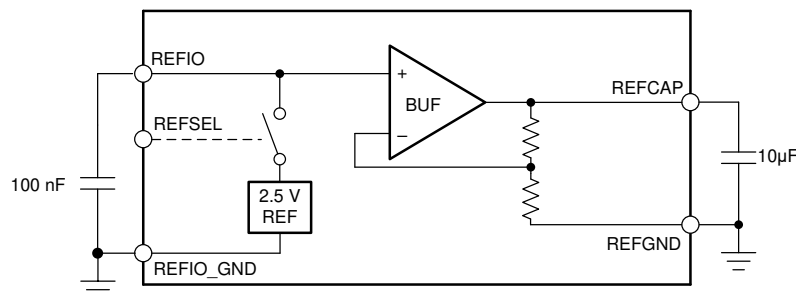 REFIO
REFSEL
100 nF
2.5 V
REF
REFIO_GND
+
BUF
−
REFCAP
10µF
REFGND